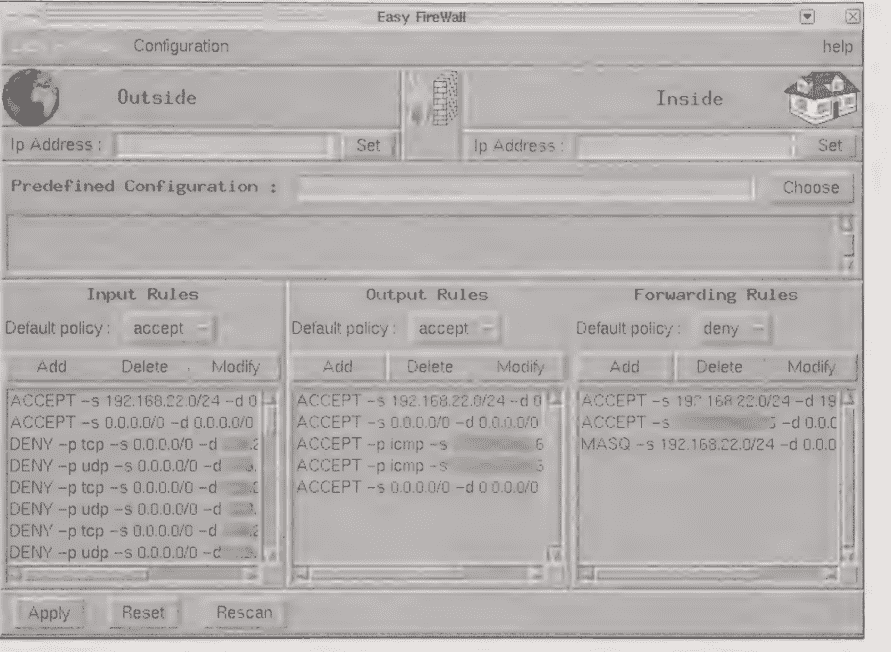 Easy FireWall
Configuration help
Outside Inside
Ip Address : Set Ip Address : Set
Predefined Configuration : Choose
Input Rules Output Rules Forwarding Rules
Default policy : accept Default policy : accept Default policy : deny
Add Delete Modify Add Delete Modify Add Delete Modify
ACCEPT -s 192.168.22.0/24 -d 0
ACCEPT -s 0.0.0.0/0 -d 0.0.0.0/0
DENY -p tcp -s 0.0.0.0/0 -d
DENY -p udp -s 0.0.0.0/0 -d
DENY -p tcp -s 0.0.0.0/0 -d
DENY -p udp -s 0.0.0.0/0 -d
DENY -p tcp -s 0.0.0.0/0 -d
DENY -p udp -s 0.0.0.0/0 -d
ACCEPT -s 192.168.22.0/24 -d 0
ACCEPT -s 0.0.0.0/0 -d 0.0.0.0/0
ACCEPT -p icmp -s 6
ACCEPT -p icmp -s
ACCEPT -s 0.0.0.0/0 -d 0.0.0.0/0
ACCEPT -s 192.168.22.0/24 -d 19
ACCEPT -s -d 0.0.0
MASQ -s 192.168.22.0/24 -d 0.0.0
Apply Reset Rescan